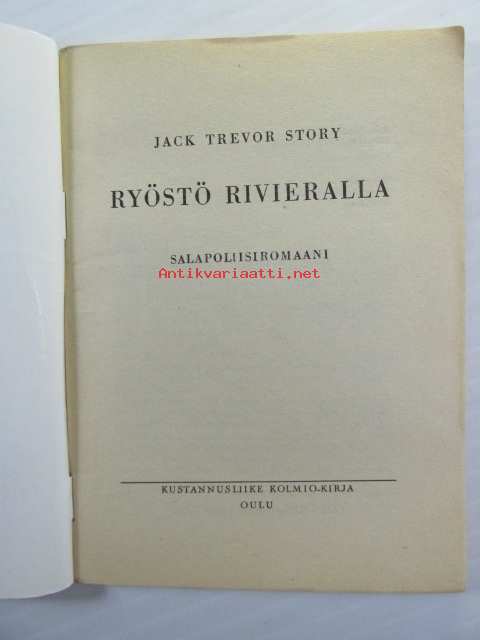 JACK TREVOR STORY
RYÖSTÖ RIVIERALLA
SALAPOLIISIROMAANI
Antikvariaatti.net
KUSTANNUSLIIKE KOLMIO-KIRJA
OULU